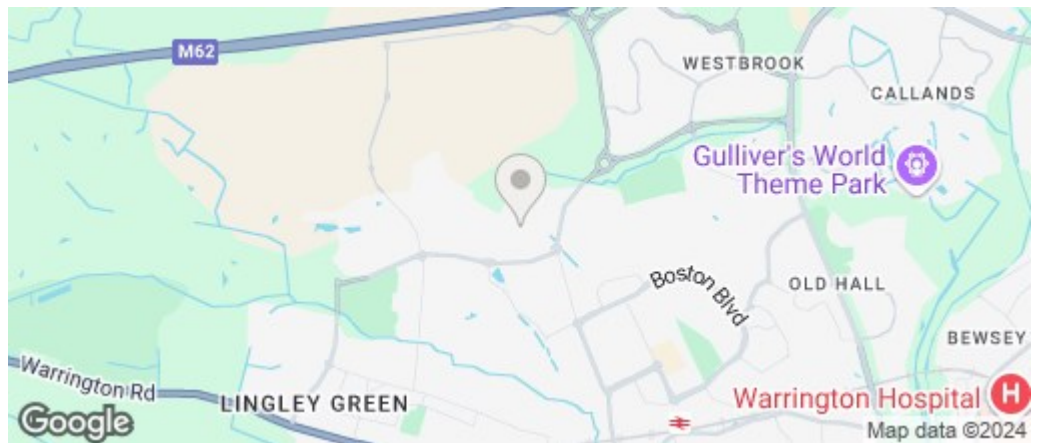 M62
WESTBROOK
CALLANDS
Gulliver's World
Theme Park
Boston Blvd
OLD HALL
BEWSEY
Warrington Rd
LINGLEY GREEN
Warrington Hospital
H
Google
Map data ©2024